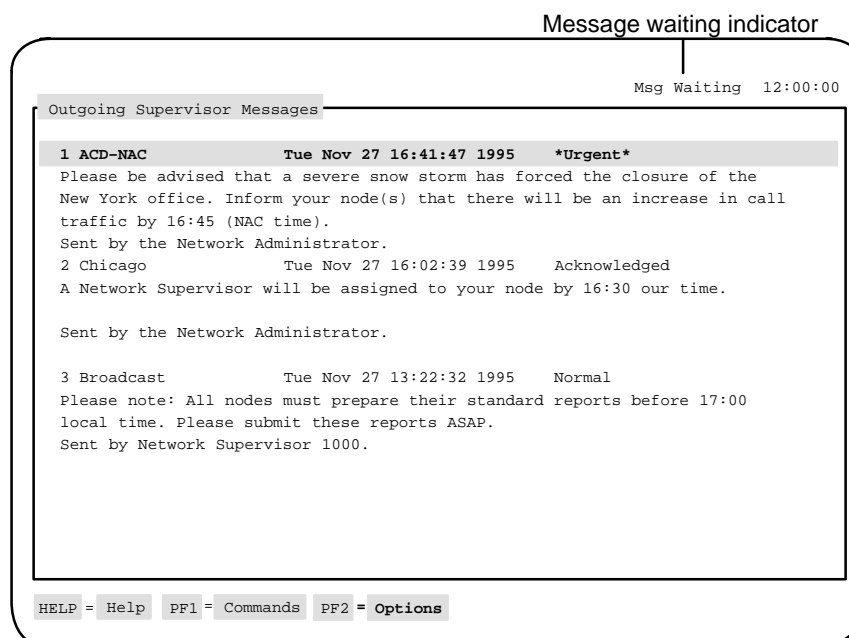 Message waiting indicator
Msg Waiting 12:00:00
Outgoing Supervisor Messages
1 ACD–NAC Tue Nov 27 16:41:47 1995 *Urgent*
Please be advised that a severe snow storm has forced the closure of the
New York office. Inform your node(s) that there will be an increase in call
traffic by 16:45 (NAC time).
Sent by the Network Administrator.
2 Chicago Tue Nov 27 16:02:39 1995 Acknowledged
A Network Supervisor will be assigned to your node by 16:30 our time.
Sent by the Network Administrator.
3 Broadcast Tue Nov 27 13:22:32 1995 Normal
Please note: All nodes must prepare their standard reports before 17:00
local time. Please submit these reports ASAP.
Sent by Network Supervisor 1000.
HELP = Help PF1 = Commands PF2 = Options